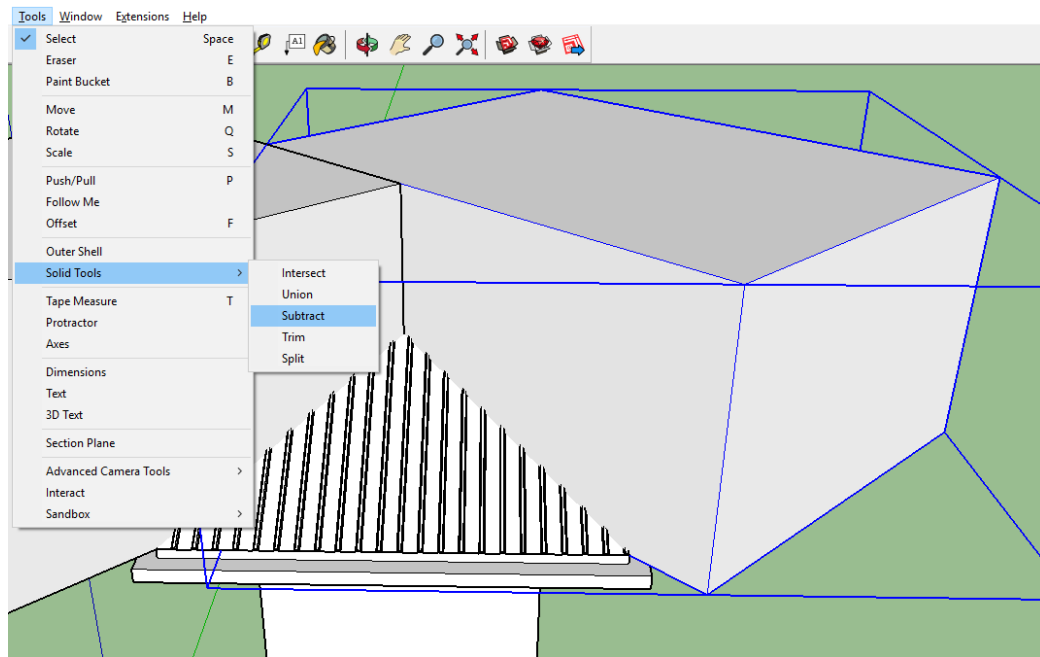 Tools Window Extensions Help
Select Space
Eraser E
Paint Bucket B
Move M
Rotate Q
Scale S
Push/Pull P
Follow Me
Offset F
Outer Shell
Solid Tools >
Intersect
Union
Subtract
Trim
Split
Tape Measure T
Protractor
Axes
Dimensions
Text
3D Text
Section Plane
Advanced Camera Tools >
Interact
Sandbox >
A1